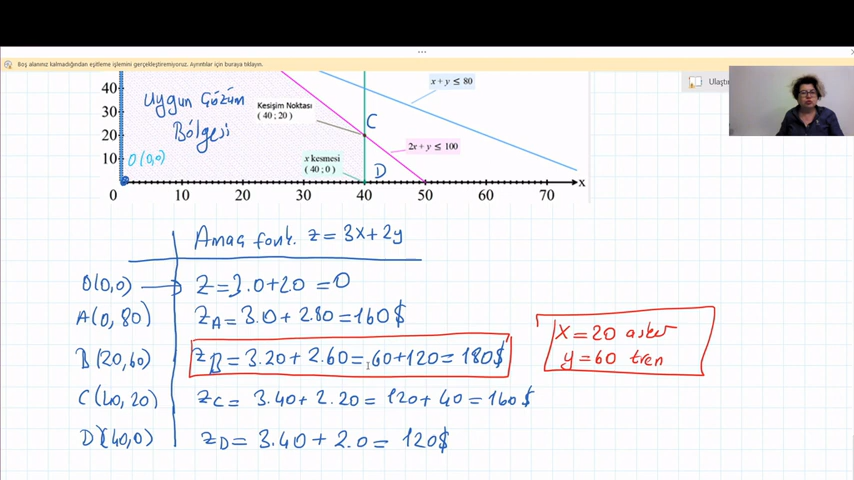 Boş alanınız kalmadığından eşitleme işlemini gerçekleştiremiyoruz. Ayrıntılar için buraya tıklayın.
Ulaştır
x + y ≤ 80
40
Uygun Çözüm
Bölgesi
Kesişim Noktası
( 40 ; 20 )
30
C
20
2x + y ≤ 100
10
O(0,0)
x kesmesi
( 40 ; 0 )
D
x
0 10 20 30 40 50 60 70
Amaç fonk. z = 3x + 2y
O(0,0) → z = 3.0+2.0 = 0
A(0, 80) zA = 3.0 + 2.80 = 160$
B(20,60) zB = 3.20 + 2.60 = 60+120 = 180$
x = 20 asker
y = 60 tren
C(40, 20) zC = 3.40 + 2.20 = 120 + 40 = 160$
D(40,0) zD = 3.40 + 2.0 = 120$